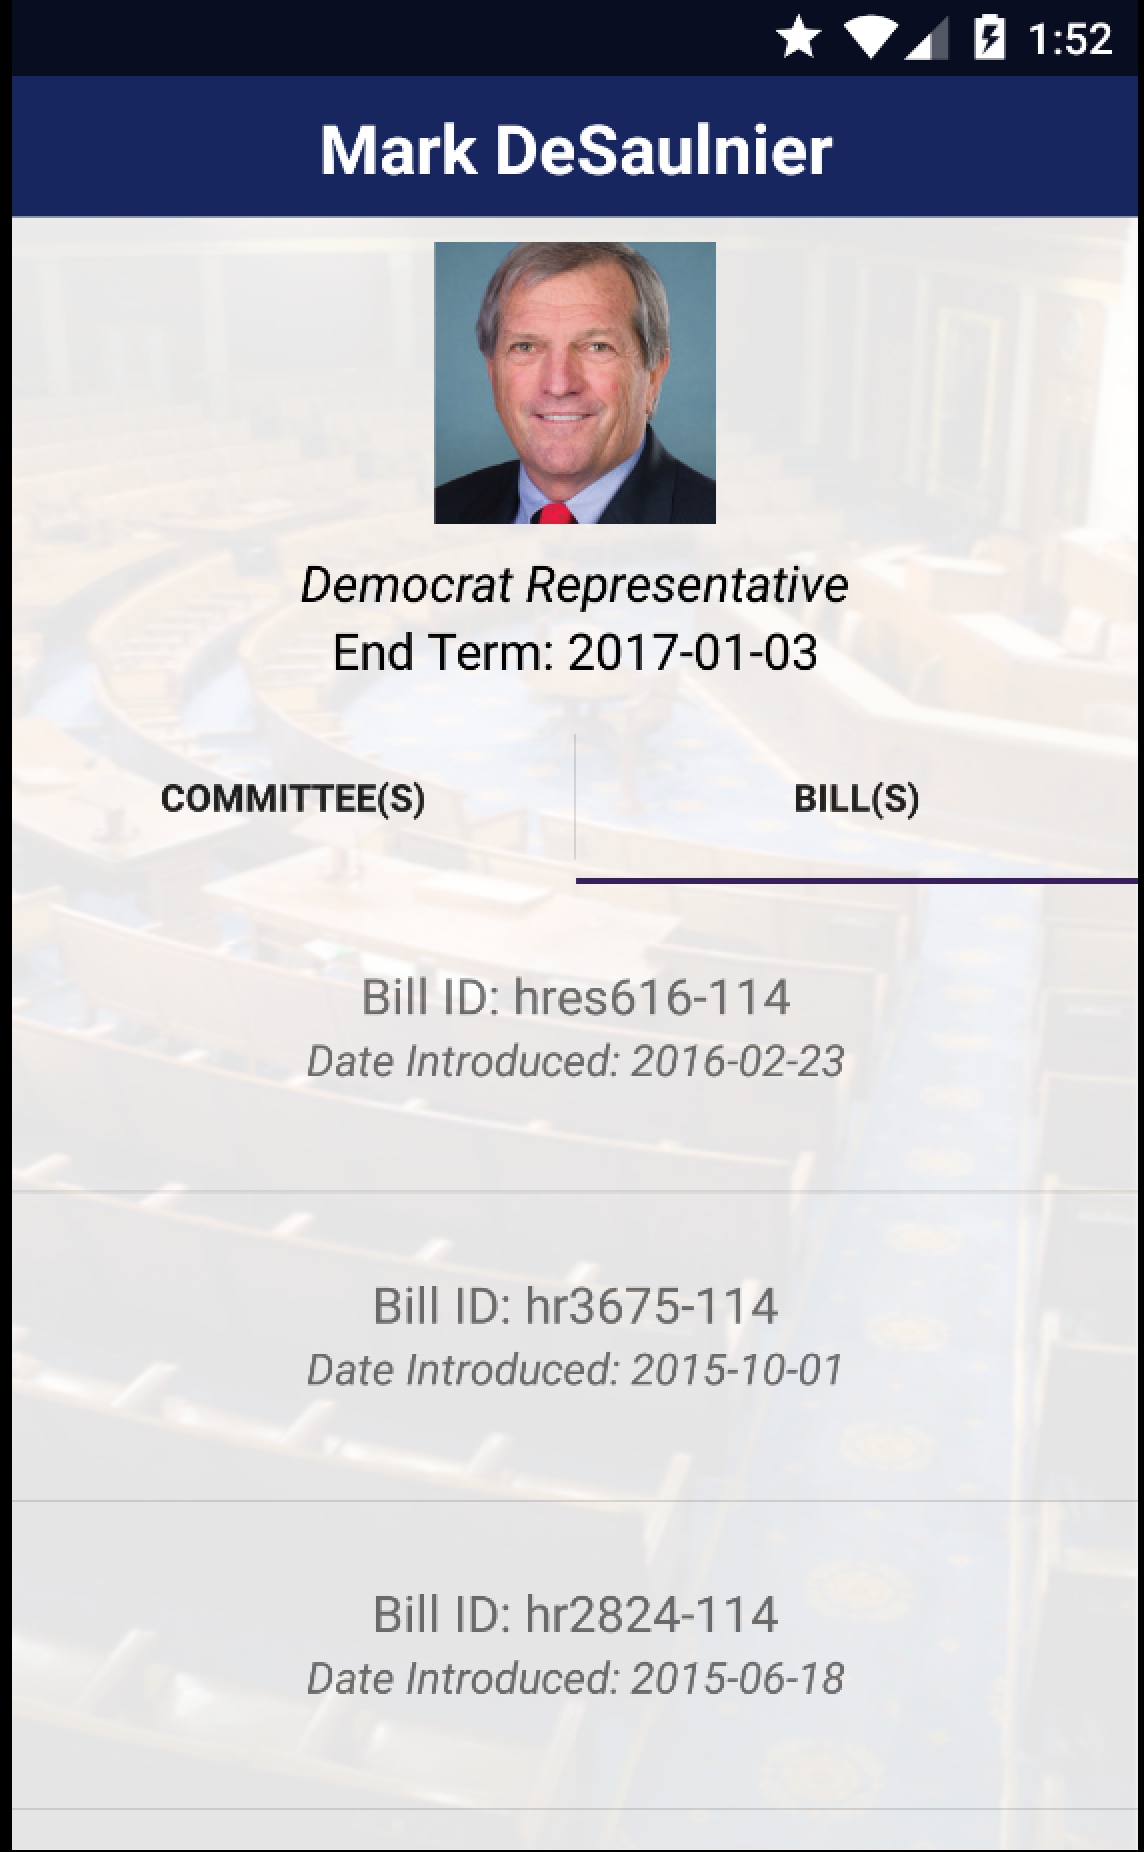 1:52
Mark DeSaulnier
Democrat Representative
End Term: 2017-01-03
COMMITTEE(S)
BILL(S)
Bill ID: hres616-114
Date Introduced: 2016-02-23
Bill ID: hr3675-114
Date Introduced: 2015-10-01
Bill ID: hr2824-114
Date Introduced: 2015-06-18